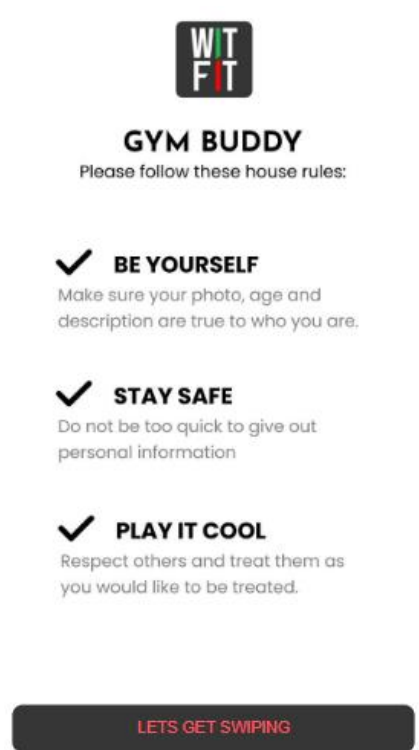 WIT
FIT
GYM BUDDY
Please follow these house rules:
BE YOURSELF
Make sure your photo, age and
description are true to who you are.
STAY SAFE
Do not be too quick to give out
personal information
PLAY IT COOL
Respect others and treat them as
you would like to be treated.
LETS GET SWIPING